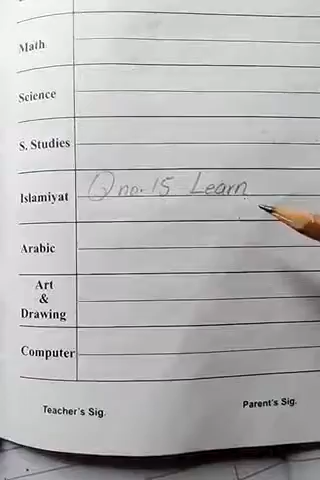 Math
Science
S. Studies
Islamiyat Q no. 15 Learn
Arabic
Art
&
Drawing
Computer
Teacher's Sig.
Parent's Sig.